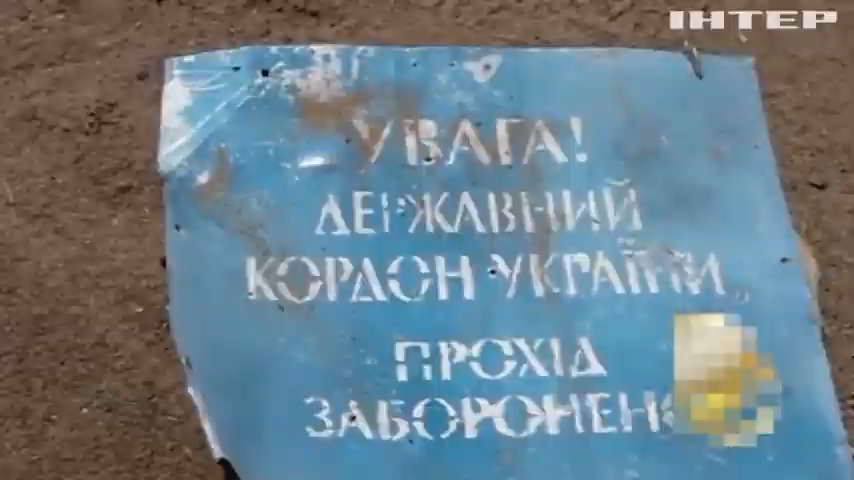 ІНТЕР
УВАГА!
ДЕРЖАВНИЙ
КОРДОН УКРАЇНИ
ПРОХІД
ЗАБОРОНЕН